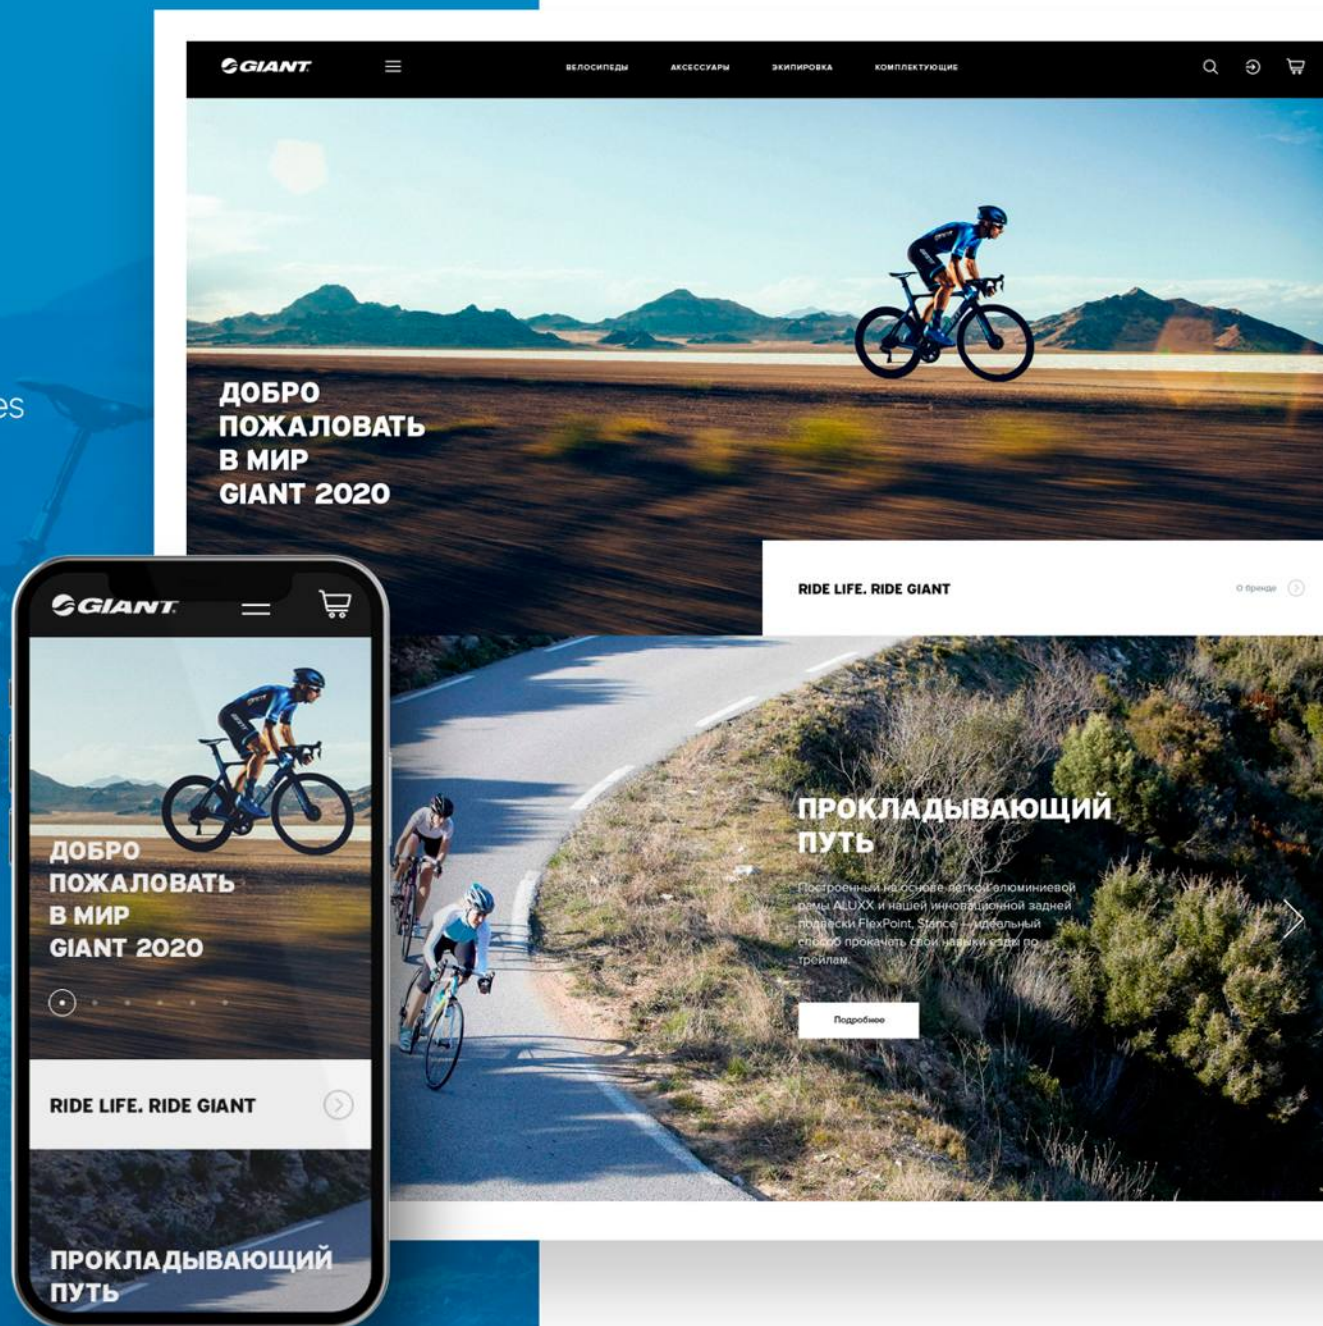 GIANT
ВЕЛОСИПЕДЫ АКСЕССУАРЫ ЭКИПИРОВКА КОМПЛЕКТУЮЩИЕ
ДОБРО
ПОЖАЛОВАТЬ
В МИР
GIANT 2020
RIDE LIFE. RIDE GIANT
О бренде
ПРОКЛАДЫВАЮЩИЙ
ПУТЬ
Построенный на основе легкой алюминиевой
рамы ALUXX и нашей инновационной задней
подвески FlexPoint, Stance — идеальный
способ прокачать свои навыки езды по
трейлам.
Подробнее
es
GIANT
ДОБРО
ПОЖАЛОВАТЬ
В МИР
GIANT 2020
RIDE LIFE. RIDE GIANT
ПРОКЛАДЫВАЮЩИЙ
ПУТЬ